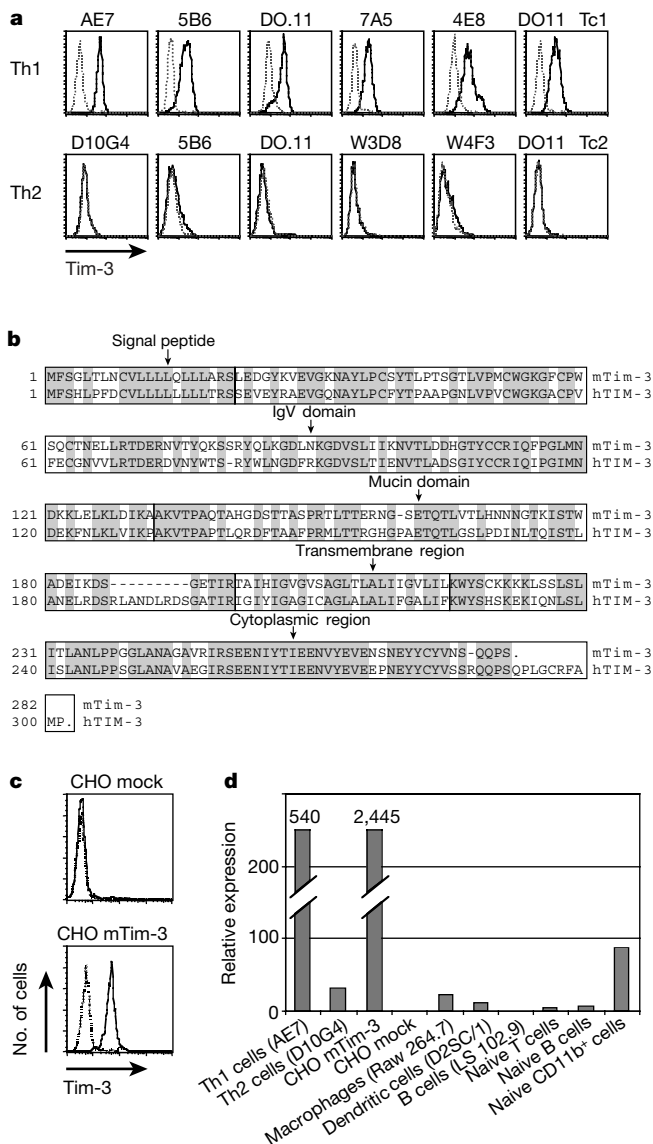 a
AE7 5B6 DO.11 7A5 4E8 DO11 Tc1
Th1
D10G4 5B6 DO.11 W3D8 W4F3 DO11 Tc2
Th2
Tim-3
b
Signal peptide
1 MFSGLTLNCVLLLLQLLLARSLEDGYKVEVGKNAYLPCSYTLPTSGTLVPMCWGKGFCPW mTim-3
1 MFSHLPFDCVLLLLLLLLTRSSEVEYRAEVGQNAYLPCFYTPAAPGNLVPVCWGKGACPV hTIM-3
IgV domain
61 SQCTNELLRTDERNVTYQKSSRYQLKGDLNKGDVSLIIKNVTLDDHGTYCCRIQFPGLMN mTim-3
61 FECGNVVLRTDERDVNYWTS-RYWLNGDFRKGDVSLTIENVTLADSGIYCCRIQIPGIMN hTIM-3
Mucin domain
121 DKKLELKLDIKAAKVTPAQTAHGDSTTASPRTLTTERNG-SETQTLVTLHNNNGTKISTW mTim-3
120 DEKFNLKLVIKPAKVTPAPTLQRDFTAAFPRMLTTRGHGPAETQTLGSLPDINLTQISTL hTIM-3
Transmembrane region
180 ADEIKDS---------GETIRTAIHIGVGVSAGLTLALIIGVLILKWYSCKKKKLSSLSL mTim-3
180 ANELRDSRLANDLRDSGATIRIGIYIGAGICAGLALALIFGALIFKWYSHSKEKIQNLSL hTIM-3
Cytoplasmic region
231 ITLANLPPGGLANAGAVRIRSEENIYTIEENVYEVENSNEYYCYVNS-QQPS. mTim-3
240 ISLANLPPSGLANAVAEGIRSEENIYTIEENVYEVEEPNEYYCYVSSRQQPSQPLGCRFA hTIM-3
282 mTim-3
300 MP. hTIM-3
c
CHO mock
CHO mTim-3
No. of cells
Tim-3
d
540 2,445
Relative expression
200
100
0
Th1 cells (AE7)
Th2 cells (D10G4)
CHO mTim-3
CHO mock
Macrophages (Raw 264.7)
Dendritic cells (D2SC/1)
B cells (LS 102.9)
Naive T cells
Naive B cells
Naive CD11b+ cells